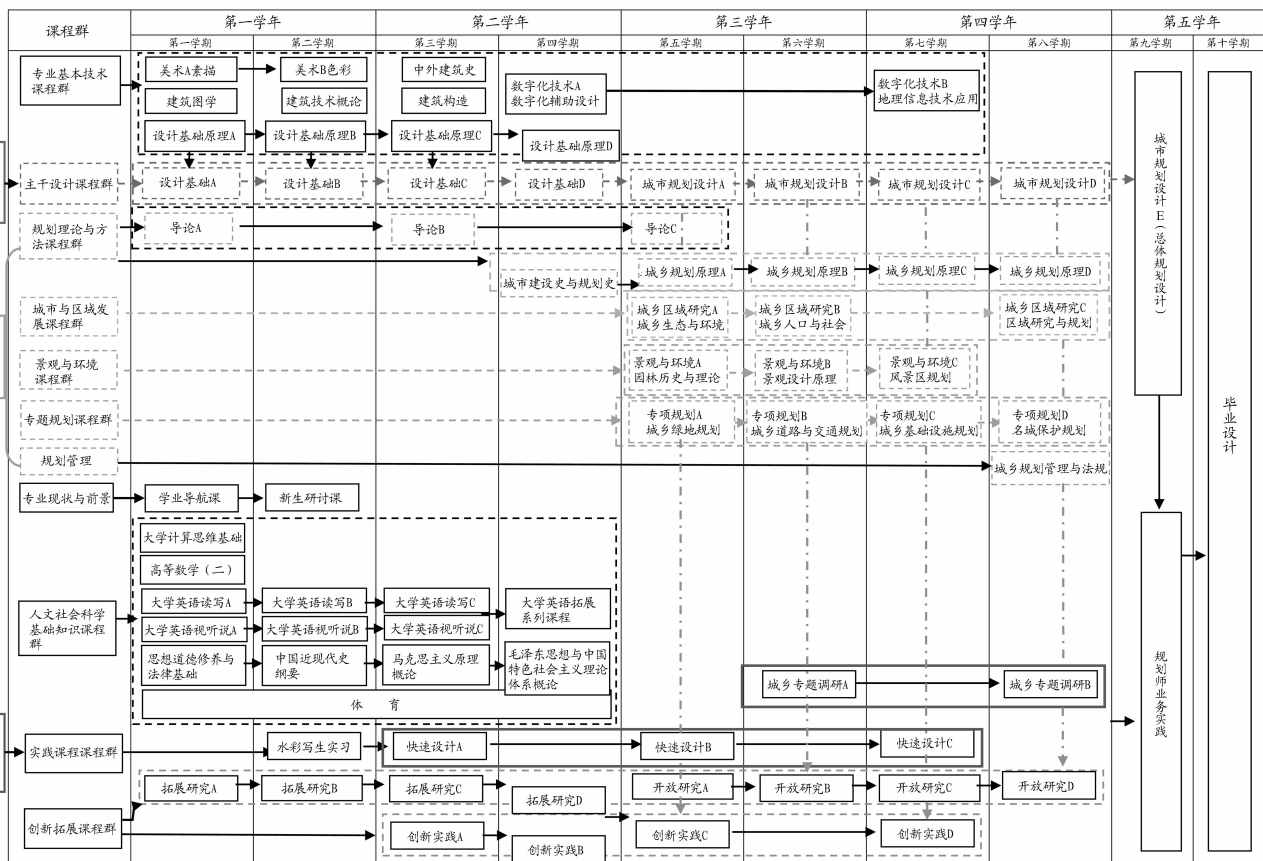 课程群
第一学年
第二学年
第三学年
第四学年
第五学年
第一学期
第二学期
第三学期
第四学期
第五学期
第六学期
第七学期
第八学期
第九学期
第十学期
专业基本技术
课程群
美术A素描
美术B色彩
中外建筑史
建筑图学
建筑技术概论
建筑构造
数字化技术A
数字化辅助设计
数字化技术B
地理信息技术应用
设计基础原理A
设计基础原理B
设计基础原理C
设计基础原理D
主干设计课程群
设计基础A
设计基础B
设计基础C
设计基础D
城市规划设计A
城市规划设计B
城市规划设计C
城市规划设计D
城市规划设计E(总体规划设计)
规划理论与方
法课程群
导论A
导论B
导论C
城市建设史与规划史
城乡规划原理A
城乡规划原理B
城乡规划原理C
城乡规划原理D
城市与区域发
展课程群
城乡区域研究A
城乡生态与环境
城乡区域研究B
城乡人口与社会
城乡区域研究C
区域研究与规划
景观与环境
课程群
景观与环境A
园林历史与理论
景观与环境B
景观设计原理
景观与环境C
风景区规划
专题规划课程群
专项规划A
城乡绿地规划
专项规划B
城乡道路与交通规划
专项规划C
城乡基础设施规划
专项规划D
名城保护规划
规划管理
城乡规划管理与法规
毕业设计
专业现状与前景
学业导航课
新生研讨课
人文社会科学
基础知识课程
群
大学计算思维基础
高等数学（二）
大学英语读写A
大学英语读写B
大学英语读写C
大学英语视听说A
大学英语视听说B
大学英语视听说C
大学英语拓展
系列课程
思想道德修养与
法律基础
中国近现代史
纲要
马克思主义原理
概论
毛泽东思想与中国
特色社会主义理论
体系概论
体 育
城乡专题调研A
城乡专题调研B
规划师业务实践
实践课程课程群
水彩写生实习
快速设计A
快速设计B
快速设计C
创新拓展课程群
拓展研究A
拓展研究B
拓展研究C
拓展研究D
开放研究A
开放研究B
开放研究C
开放研究D
创新实践A
创新实践B
创新实践C
创新实践D